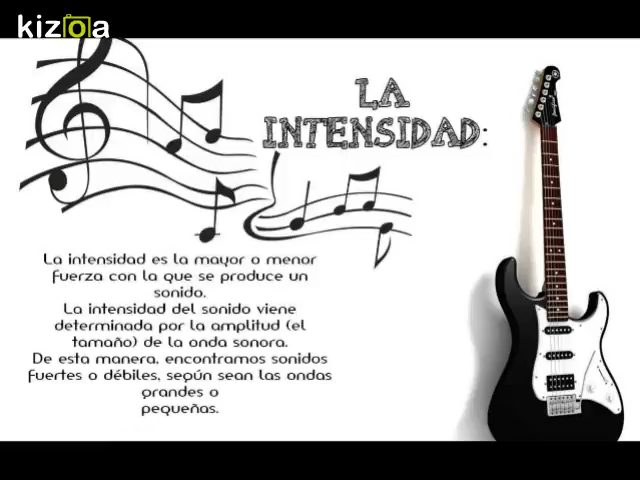 kizoa
LA
INTENSIDAD:
La intensidad es la mayor o menor
fuerza con la que se produce un
sonido.
La intensidad del sonido viene
determinada por la amplitud (el
tamaño) de la onda sonora.
De esta manera, encontramos sonidos
fuertes o débiles, según sean las ondas
grandes o
pequeñas.